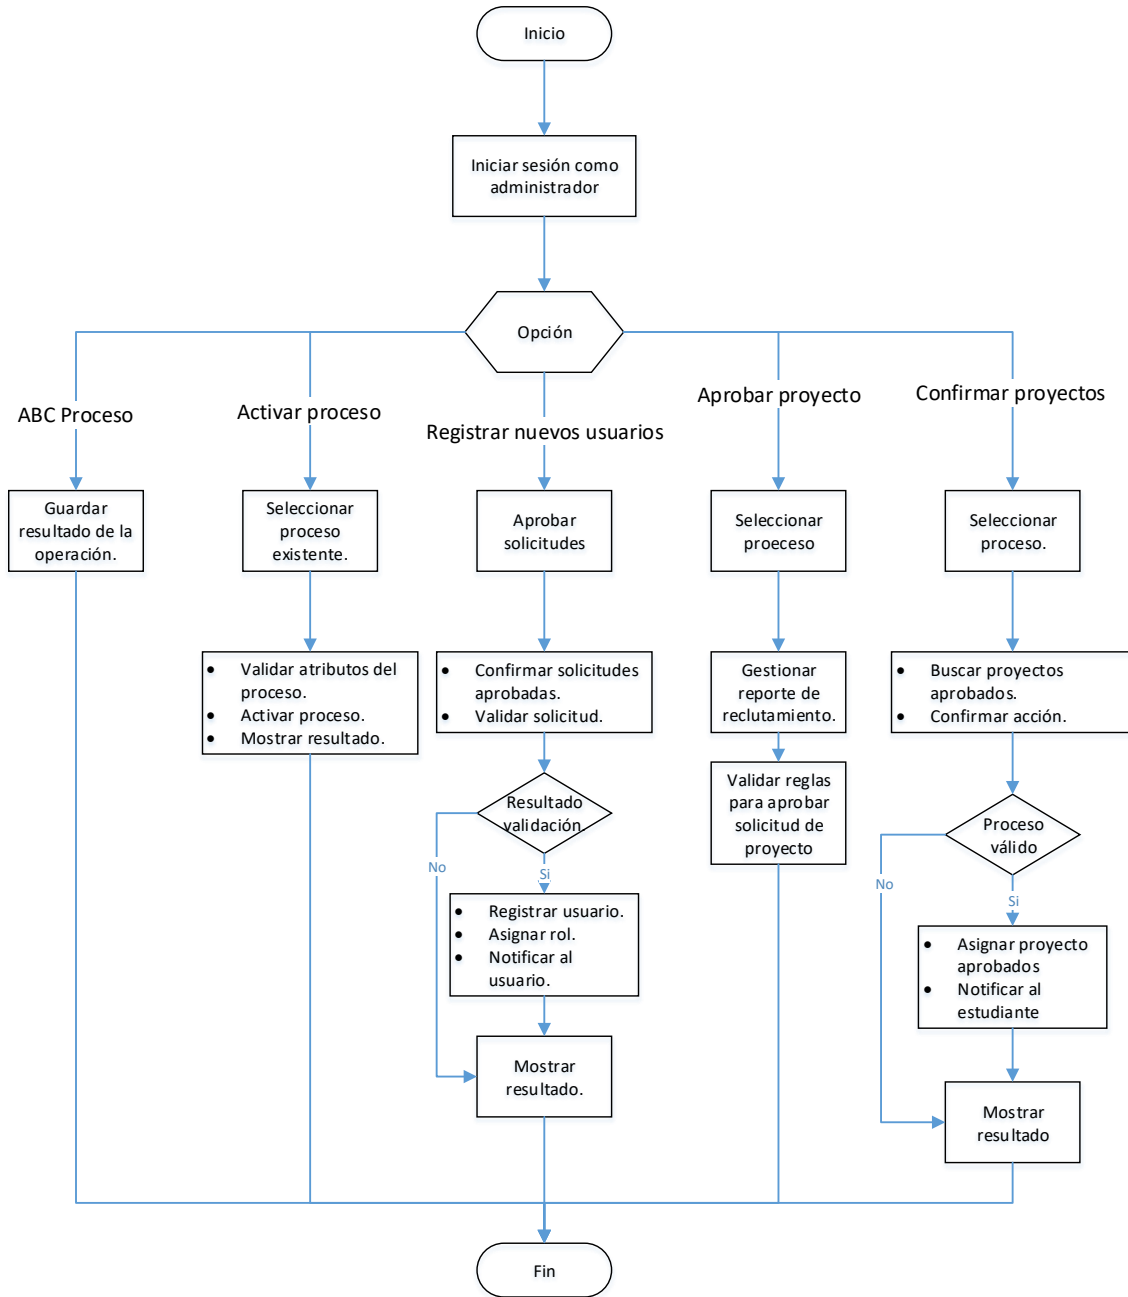 Inicio
Iniciar sesión como
administrador
Opción
ABC Proceso
Activar proceso
Registrar nuevos usuarios
Aprobar proyecto
Confirmar proyectos
Guardar
resultado de la
operación.
Seleccionar
proceso
existente.
Aprobar
solicitudes
Seleccionar
proeceso
Seleccionar
proceso.
• Validar atributos del
proceso.
• Activar proceso.
• Mostrar resultado.
• Confirmar solicitudes
aprobadas.
• Validar solicitud.
Gestionar
reporte de
reclutamiento.
• Buscar proyectos
aprobados.
• Confirmar acción.
Resultado
validación.
Validar reglas
para aprobar
solicitud de
proyecto
Proceso
válido
No
Si
No
Si
• Registrar usuario.
• Asignar rol.
• Notificar al
usuario.
• Asignar proyecto
aprobados
• Notificar al
estudiante
Mostrar
resultado.
Mostrar
resultado
Fin